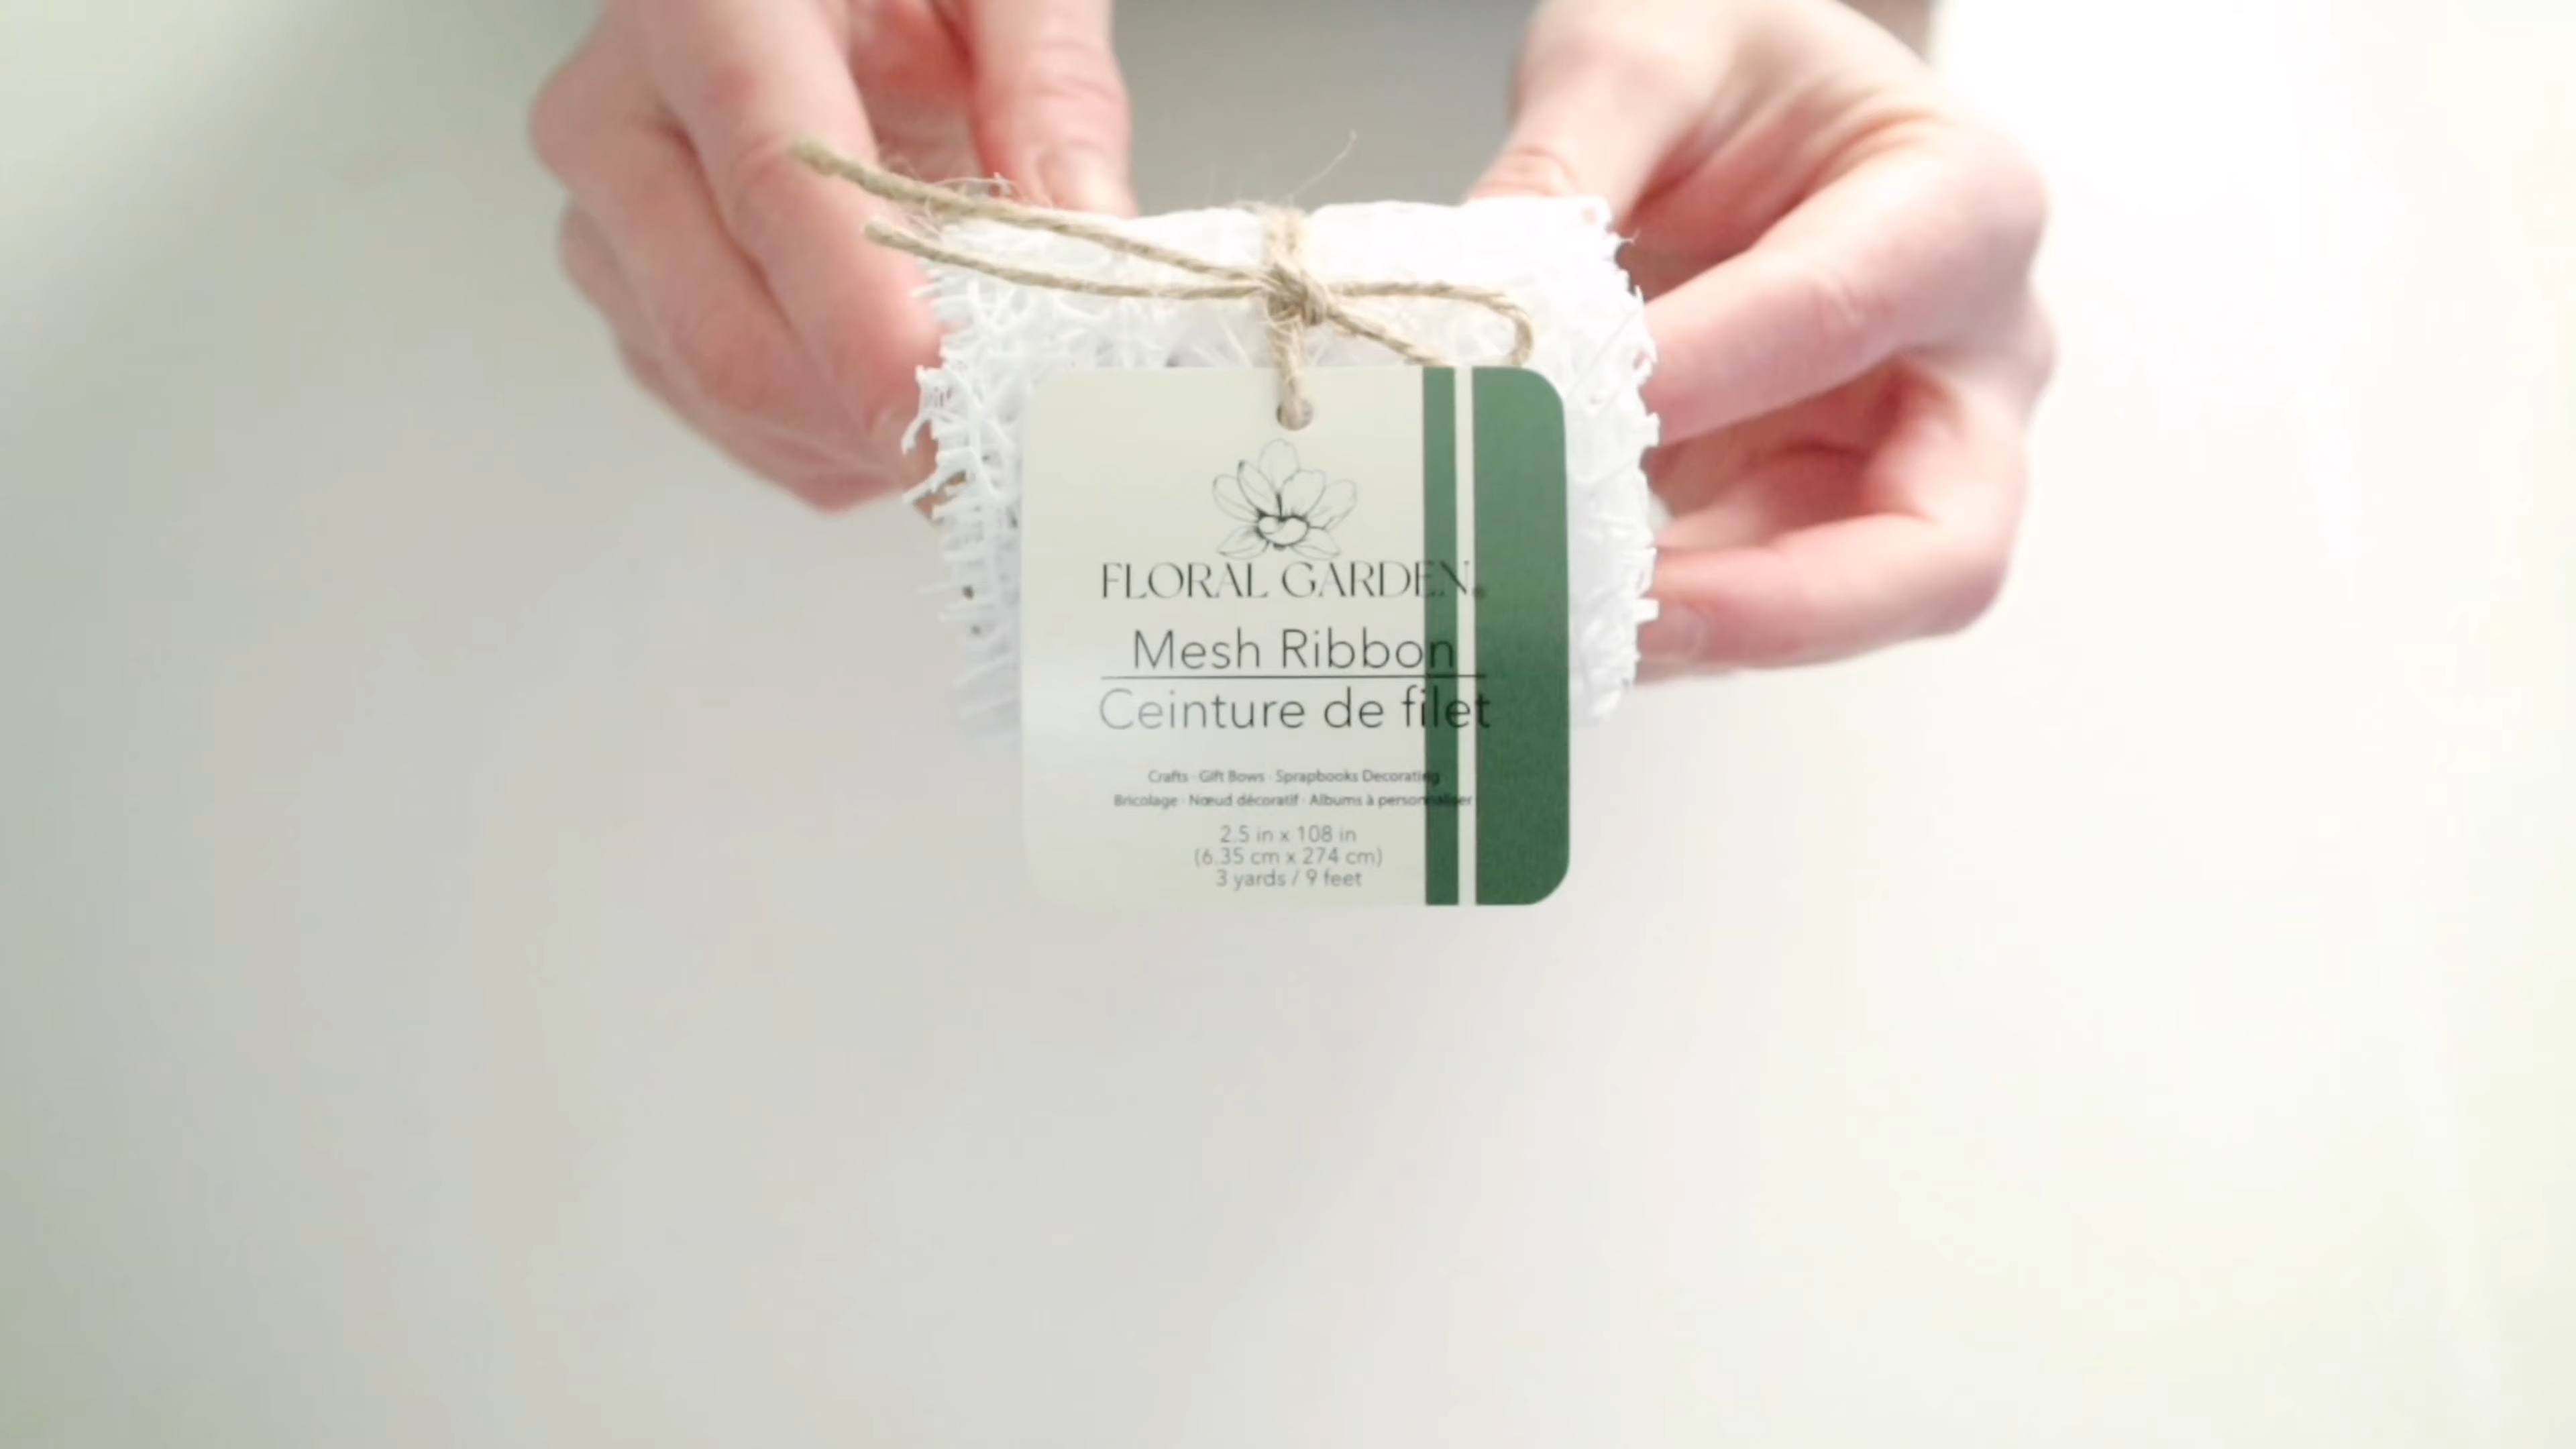 FLORAL GARDEN®
Mesh Ribbon
Ceinture de filet
Crafts · Gift Bows · Sprapbooks Decorating
Bricolage · Nœud décoratif · Albums à personnaliser
2.5 in x 108 in
(6.35 cm x 274 cm)
3 yards / 9 feet